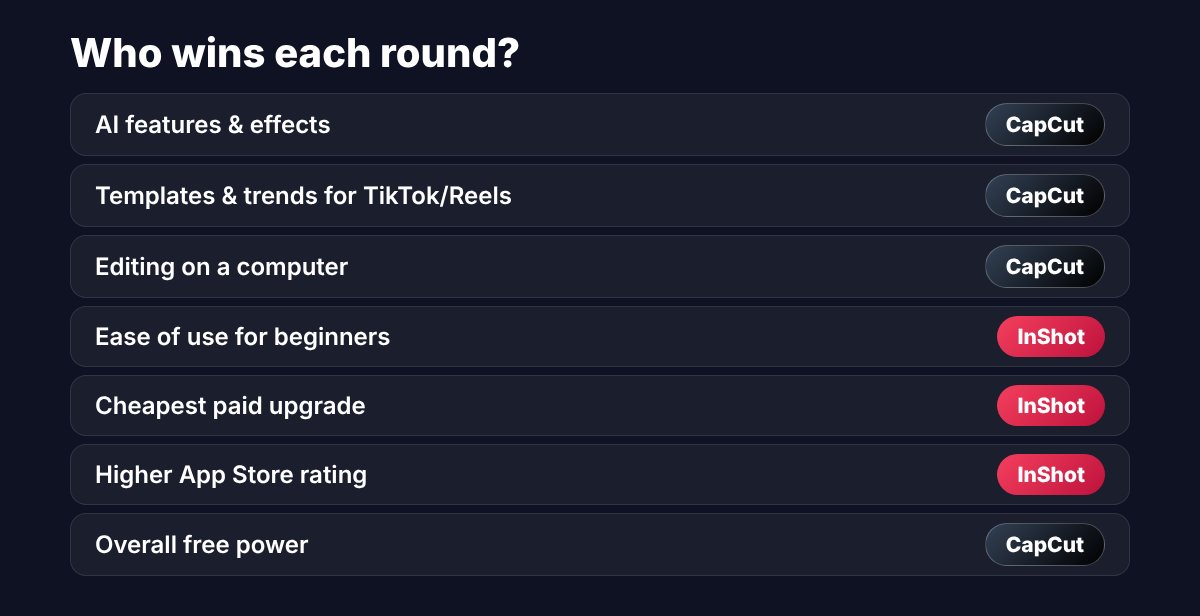 Who wins each round?
AI features & effects CapCut
Templates & trends for TikTok/Reels CapCut
Editing on a computer CapCut
Ease of use for beginners InShot
Cheapest paid upgrade InShot
Higher App Store rating InShot
Overall free power CapCut